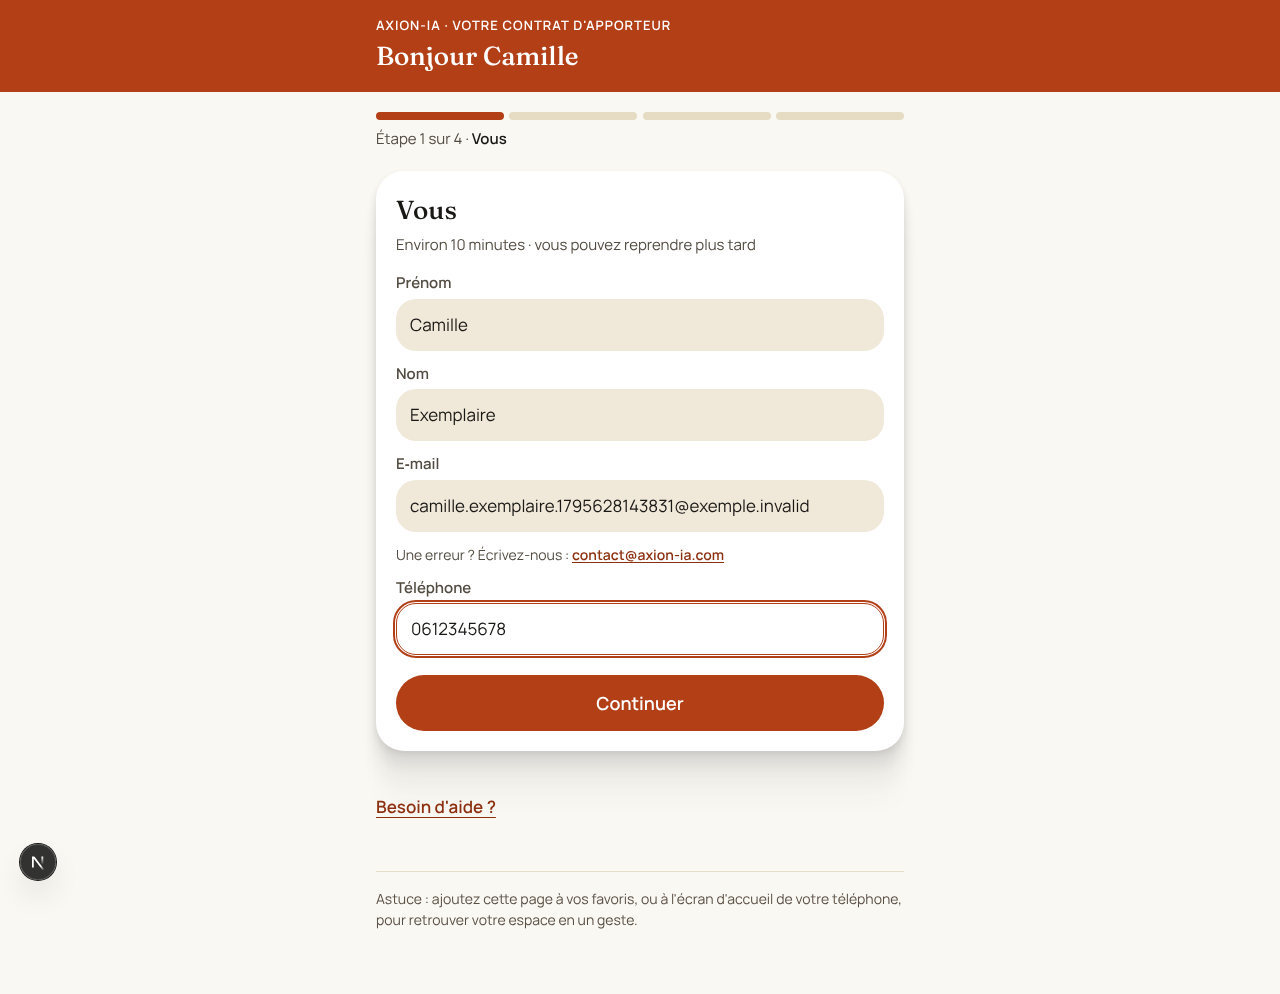 AXION-IA · VOTRE CONTRAT D'APPORTEUR
Bonjour Camille
Étape 1 sur 4 · Vous
Vous
Environ 10 minutes · vous pouvez reprendre plus tard
Prénom
Camille
Nom
Exemplaire
E-mail
camille.exemplaire.1795628143831@exemple.invalid
Une erreur ? Écrivez-nous : contact@axion-ia.com
Téléphone
0612345678
Continuer
Besoin d'aide ?
N
Astuce : ajoutez cette page à vos favoris, ou à l'écran d'accueil de votre téléphone,
pour retrouver votre espace en un geste.